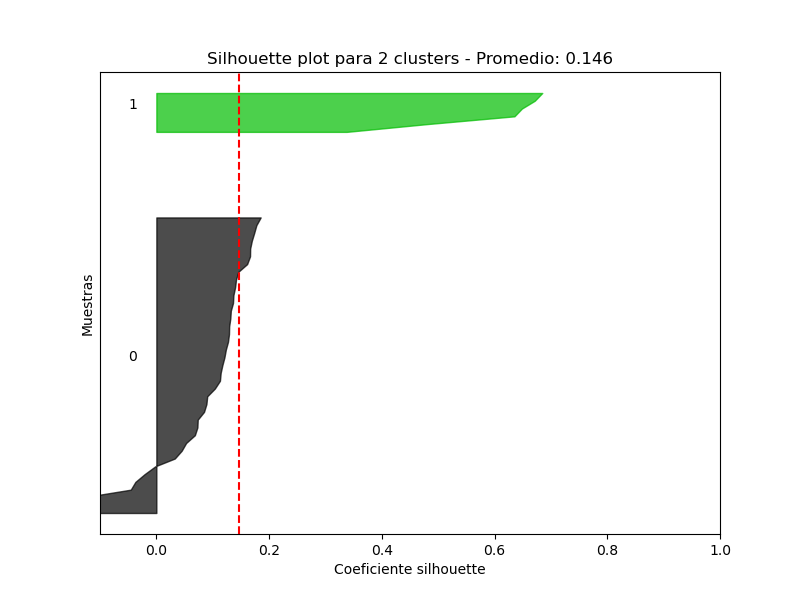 Silhouette plot para 2 clusters - Promedio: 0.146
1
0
Muestras
0.0 0.2 0.4 0.6 0.8 1.0
Coeficiente silhouette